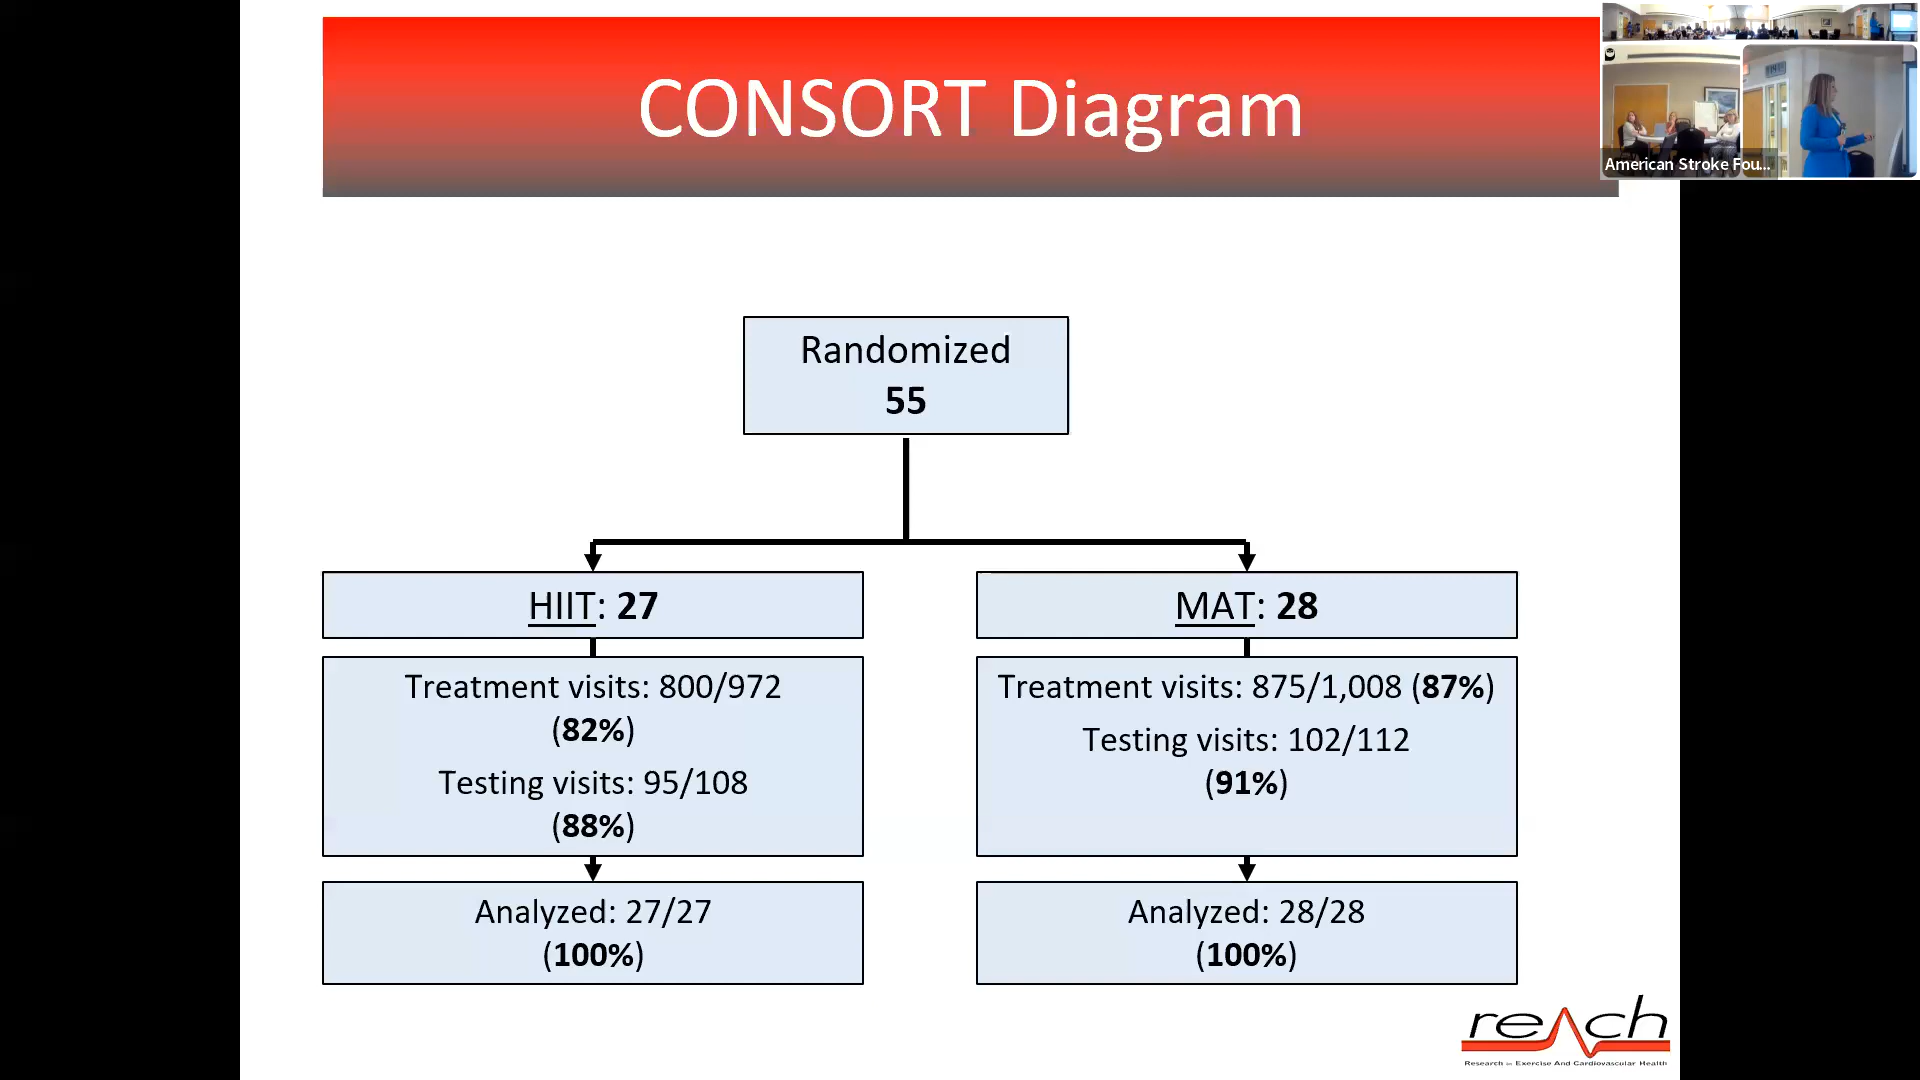 CONSORT Diagram
American Stroke Fou...
Randomized
55
HIIT: 27
MAT: 28
Treatment visits: 800/972
(82%)
Testing visits: 95/108
(88%)
Treatment visits: 875/1,008 (87%)
Testing visits: 102/112
(91%)
Analyzed: 27/27
(100%)
Analyzed: 28/28
(100%)
reach
Research in Exercise And Cardiovascular Health